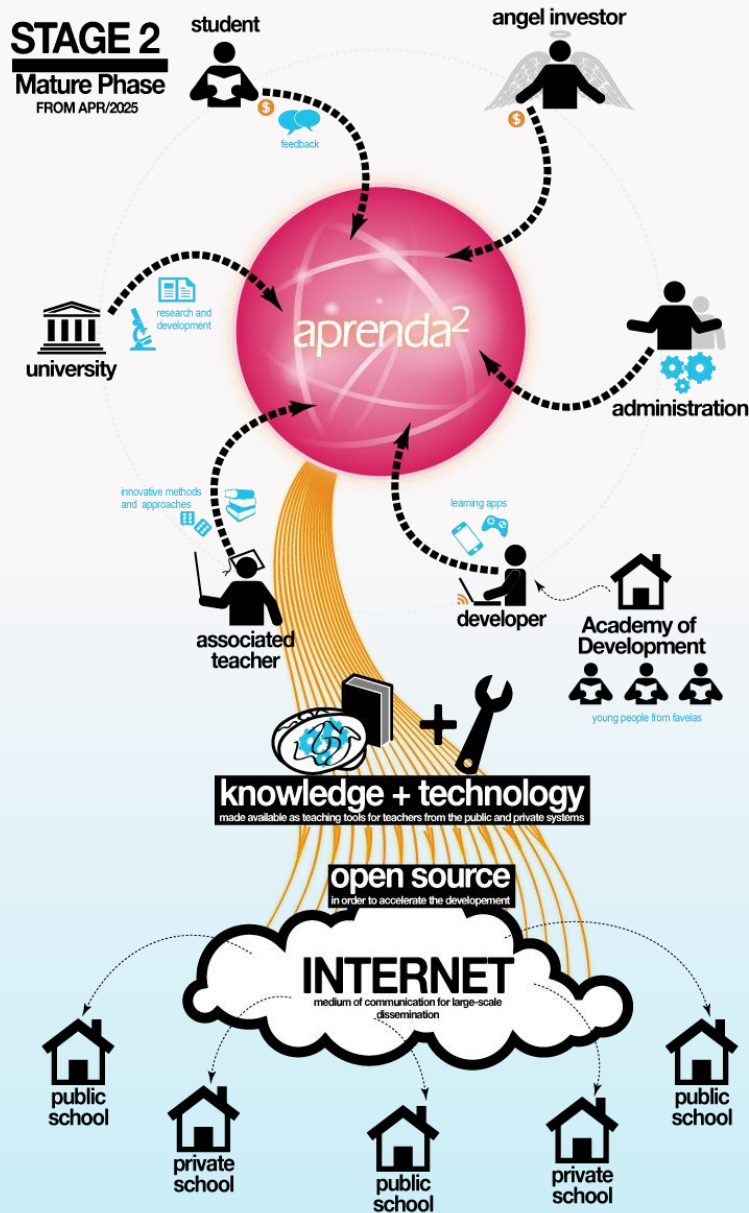 STAGE 2
Mature Phase
FROM APR/2025
student
angel investor
$
$
feedback
aprenda²
research and
development
university
administration
innovative methods
and approaches
learning apps
associated
teacher
developer
Academy of
Development
young people from favelas
knowledge + technology
made available as teaching tools for teachers from the public and private systems
open source
in order to accelerate the developement
INTERNET
medium of communication for large-scale
dissemination
public
school
private
school
public
school
private
school
public
school